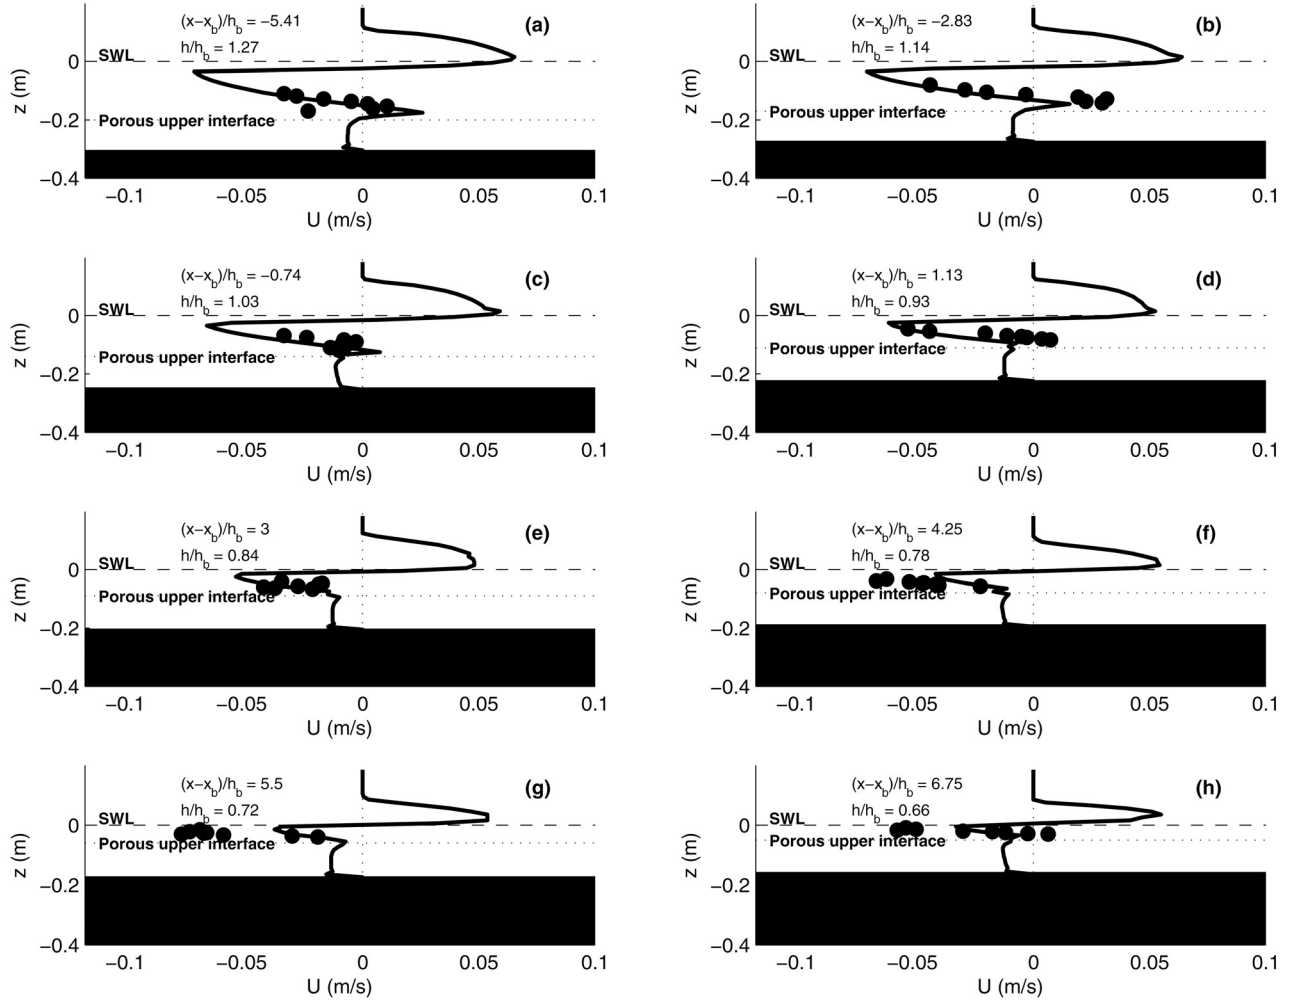 (x−x_b)/h_b = −5.41
(a)
h/h_b = 1.27
SWL
0
Porous upper interface
−0.2
−0.4
z (m)
−0.1 −0.05 0 0.05 0.1
U (m/s)
(x−x_b)/h_b = −2.83
(b)
h/h_b = 1.14
SWL
0
Porous upper interface
−0.2
−0.4
z (m)
−0.1 −0.05 0 0.05 0.1
U (m/s)
(x−x_b)/h_b = −0.74
(c)
h/h_b = 1.03
SWL
0
Porous upper interface
−0.2
−0.4
z (m)
−0.1 −0.05 0 0.05 0.1
U (m/s)
(x−x_b)/h_b = 1.13
(d)
h/h_b = 0.93
SWL
0
Porous upper interface
−0.2
−0.4
z (m)
−0.1 −0.05 0 0.05 0.1
U (m/s)
(x−x_b)/h_b = 3
(e)
h/h_b = 0.84
SWL
0
Porous upper interface
−0.2
−0.4
z (m)
−0.1 −0.05 0 0.05 0.1
U (m/s)
(x−x_b)/h_b = 4.25
(f)
h/h_b = 0.78
SWL
0
Porous upper interface
−0.2
−0.4
z (m)
−0.1 −0.05 0 0.05 0.1
U (m/s)
(x−x_b)/h_b = 5.5
(g)
h/h_b = 0.72
SWL
0
Porous upper interface
−0.2
−0.4
z (m)
−0.1 −0.05 0 0.05 0.1
U (m/s)
(x−x_b)/h_b = 6.75
(h)
h/h_b = 0.66
SWL
0
Porous upper interface
−0.2
−0.4
z (m)
−0.1 −0.05 0 0.05 0.1
U (m/s)